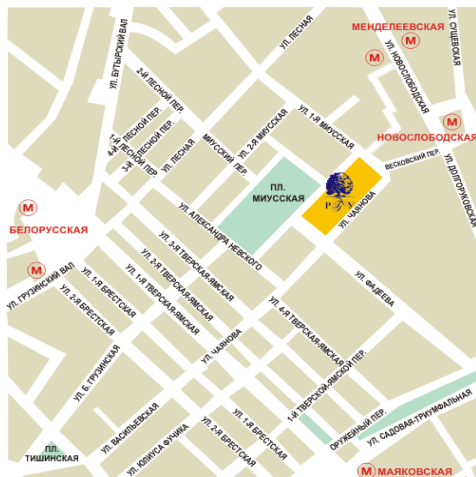 МЕНДЕЛЕЕВСКАЯ
М
М
УЛ. СУЩЕВСКАЯ
УЛ. НОВОСЛОБОДСКАЯ
УЛ. ЛЕСНАЯ
УЛ. БУТЫРСКИЙ ВАЛ
2-Й ЛЕСНОЙ ПЕР.
4-Й ЛЕСНОЙ ПЕР.
3-Й ЛЕСНОЙ ПЕР.
1-Й ЛЕСНОЙ ПЕР.
УЛ. ЛЕСНАЯ
МИУССКИЙ ПЕР.
УЛ. 2-Я МИУССКАЯ
УЛ. 1-Я МИУССКАЯ
М
НОВОСЛОБОДСКАЯ
ВЕСКОВСКИЙ ПЕР.
УЛ. ДОЛГОРУКОВСКАЯ
ПЛ.
МИУССКАЯ
Р У
УЛ. ЧАЯНОВА
М
БЕЛОРУССКАЯ
М
УЛ. ГРУЗИНСКИЙ ВАЛ
УЛ. АЛЕКСАНДРА НЕВСКОГО
УЛ. 3-Я ТВЕРСКАЯ-ЯМСКАЯ
УЛ. 2-Я ТВЕРСКАЯ-ЯМСКАЯ
УЛ. 1-Я ТВЕРСКАЯ-ЯМСКАЯ
УЛ. 1-Я БРЕСТСКАЯ
УЛ. 2-Я БРЕСТСКАЯ
УЛ. ФАДЕЕВА
УЛ. 4-Я ТВЕРСКАЯ-ЯМСКАЯ
УЛ. ЧАЯНОВА
УЛ. Б. ГРУЗИНСКАЯ
1-Й ТВЕРСКОЙ-ЯМСКОЙ ПЕР.
ОРУЖЕЙНЫЙ ПЕР.
УЛ. САДОВАЯ-ТРИУМФАЛЬНАЯ
УЛ. ВАСИЛЬЕВСКАЯ
УЛ. ЮЛИУСА ФУЧИКА
УЛ. 1-Я БРЕСТСКАЯ
УЛ. 2-Я БРЕСТСКАЯ
ПЛ.
ТИШИНСКАЯ
М МАЯКОВСКАЯ